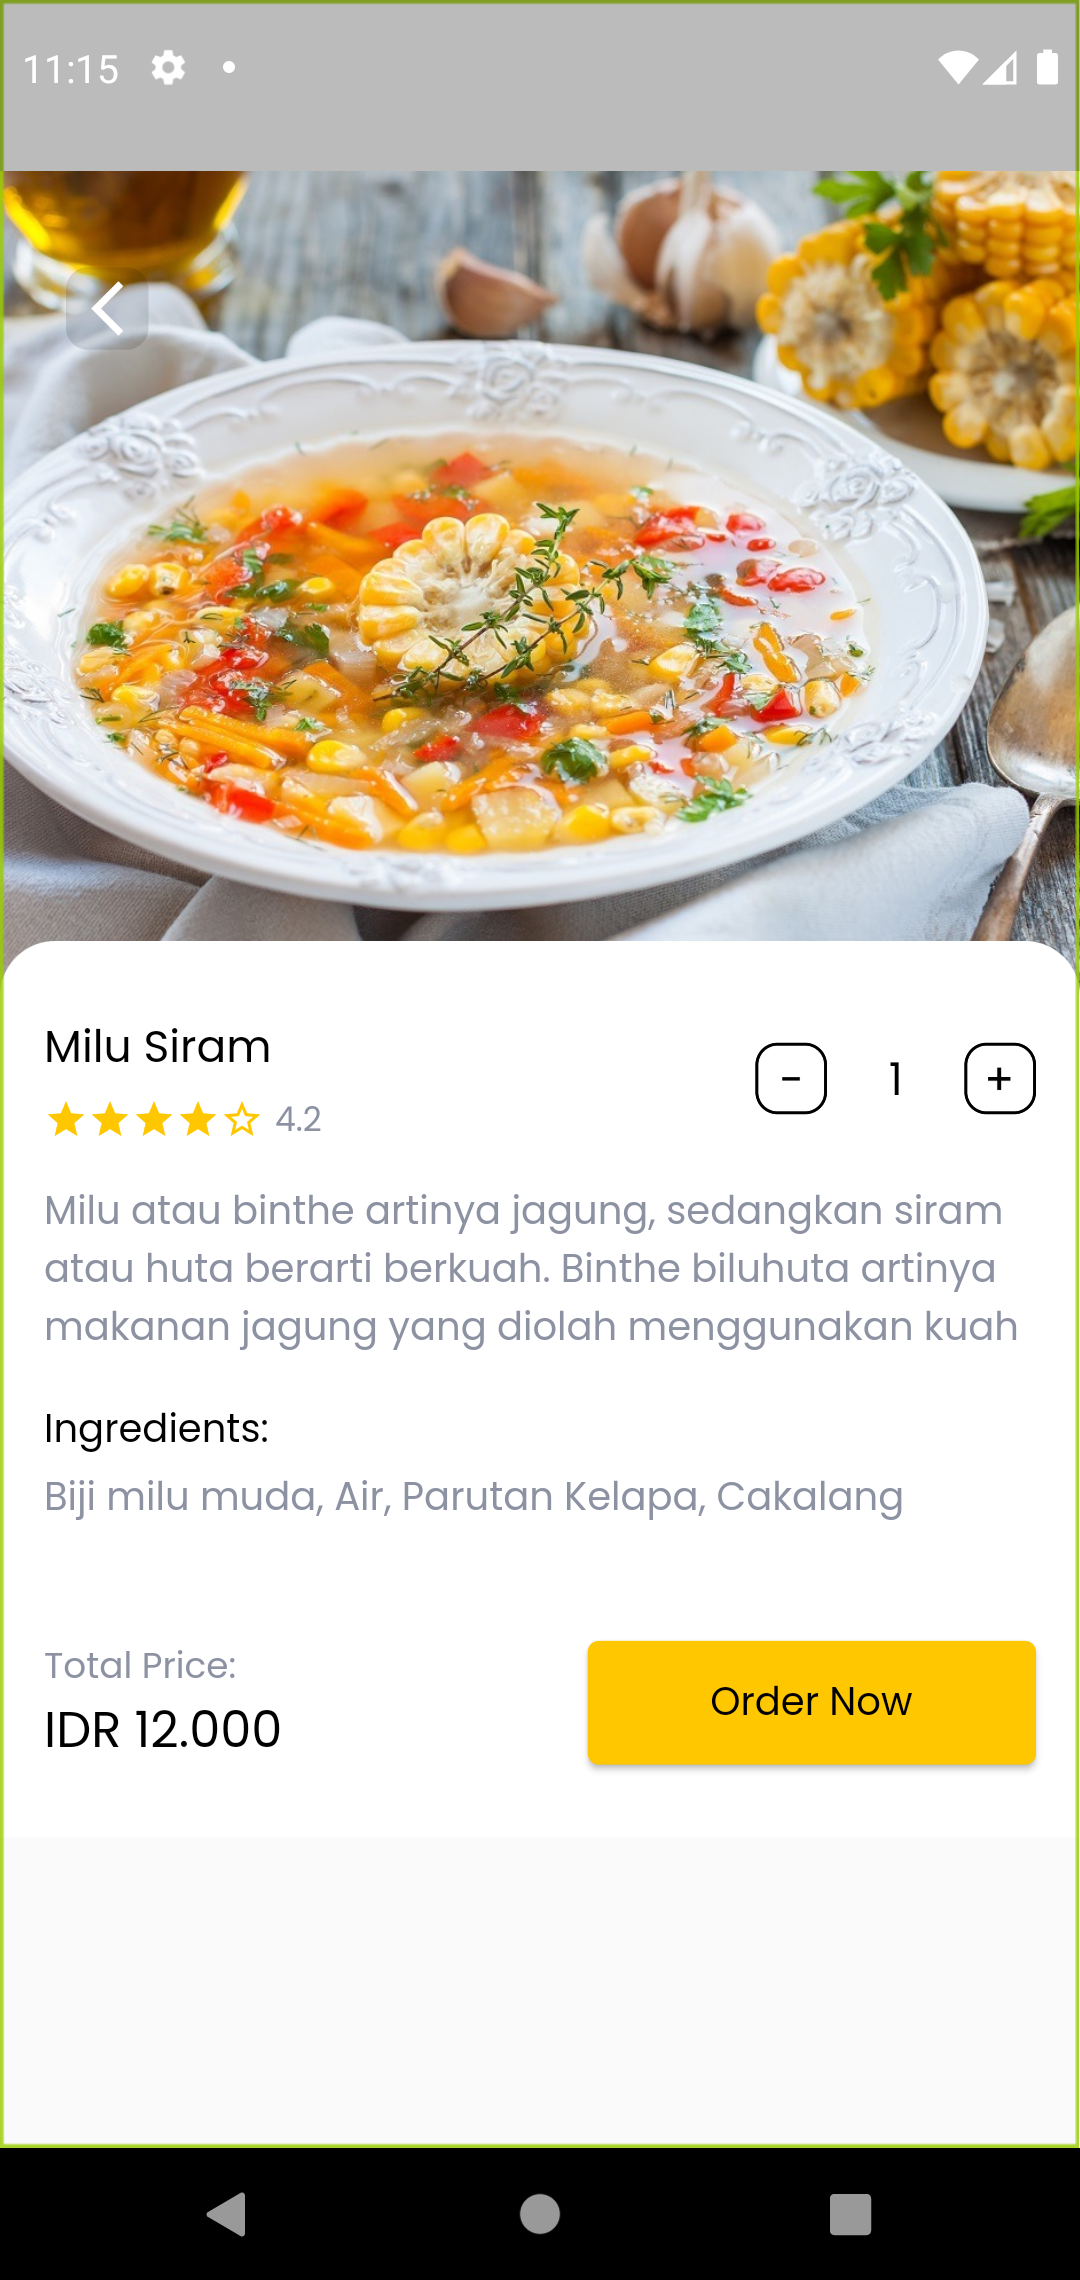 11:15
Milu Siram
4.2
- 1 +
Milu atau binthe artinya jagung, sedangkan siram
atau huta berarti berkuah. Binthe biluhuta artinya
makanan jagung yang diolah menggunakan kuah
Ingredients:
Biji milu muda, Air, Parutan Kelapa, Cakalang
Total Price:
IDR 12.000
Order Now